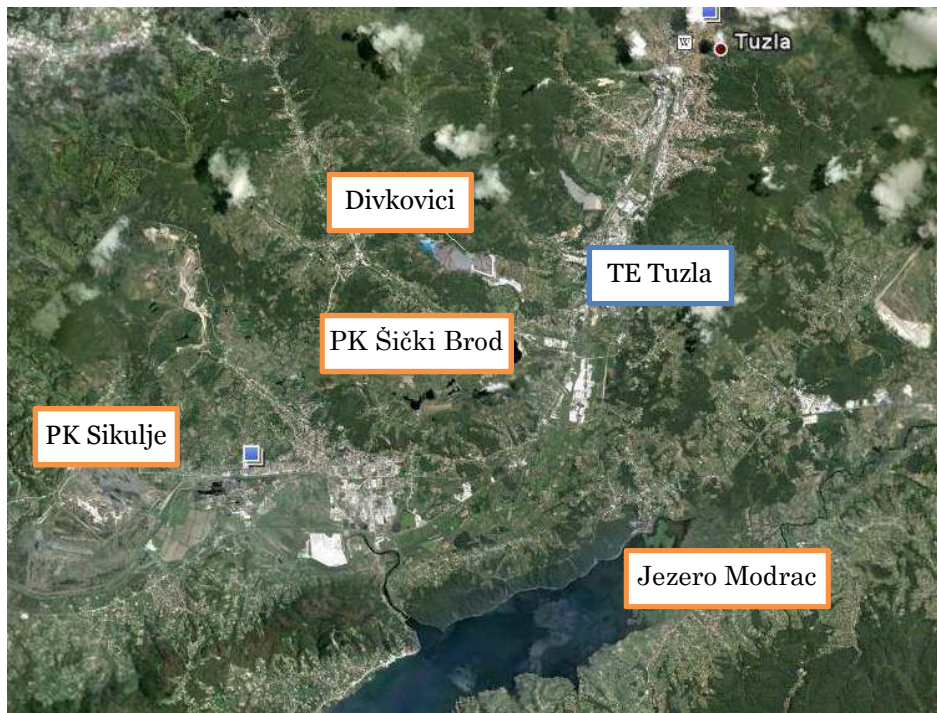 W
Tuzla
Divkovici
TE Tuzla
PK Šički Brod
PK Sikulje
Jezero Modrac